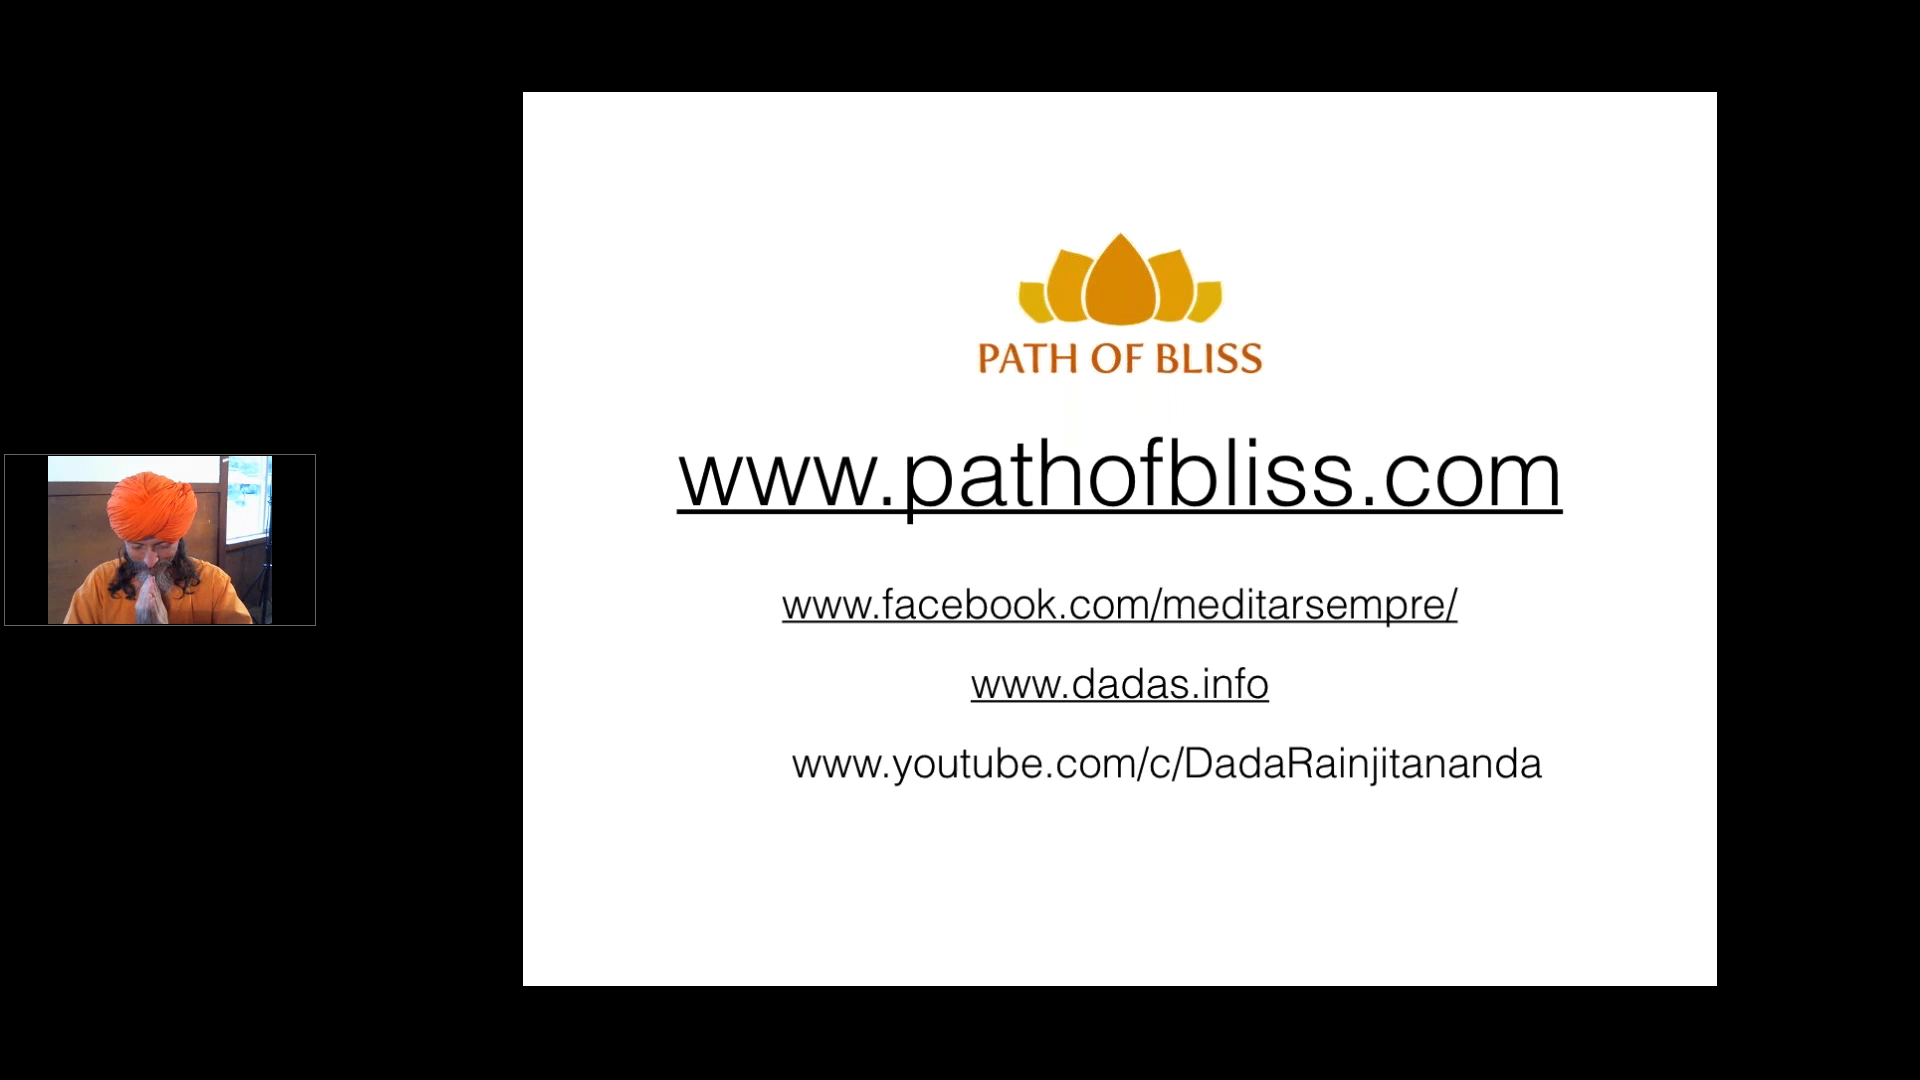 PATH OF BLISS
www.pathofbliss.com
www.facebook.com/meditarsempre/
www.dadas.info
www.youtube.com/c/DadaRainjitananda